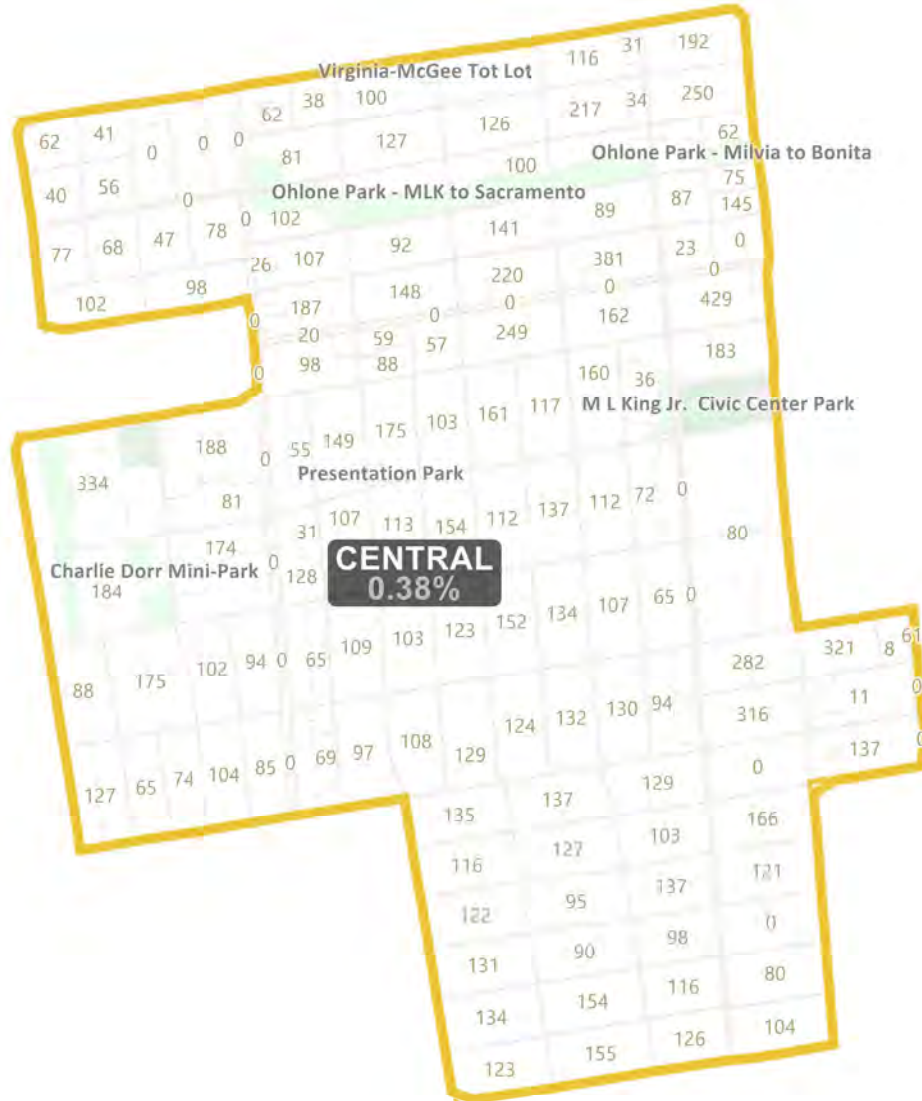 116 31 192
Virginia-McGee Tot Lot
62 38 100
217 34 250
62 41 0 0 0
127 126
62
81
100
Ohlone Park - Milvia to Bonita
40 56 0
Ohlone Park - MLK to Sacramento
75
0 102
89 87 145
77 68 47 78
141
26 107 92
381 23 0
102 98
187 148 220 0 0
0 20 59 0 0 162 429
57 249
0 98 88
183
160 36
M L King Jr. Civic Center Park
188 0 55 149 175 103 161 117
334
Presentation Park
81
31 107 113 154 112 137 112 72 0
174 0
128
CENTRAL
0.38%
80
Charlie Dorr Mini-Park
184
88 175 102 94 0 65 109 103 123 152 134 107 65 0
282 321 8 61
0
124 132 130 94 316 11
127 65 74 104 85 0 69 97 108 129
0 137 0
135 137 129
166
116 127 103
121
122 95 137
0
131 90 98
80
134 154 116
104
123 155 126